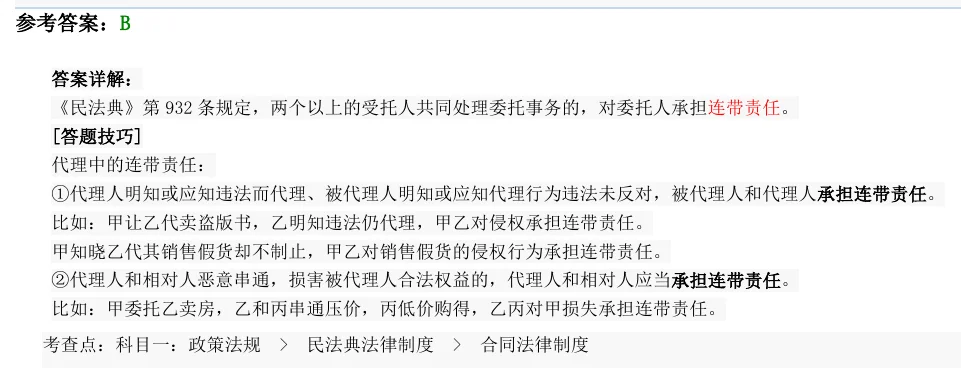 参考答案：B
答案详解：
《民法典》第 932 条规定，两个以上的受托人共同处理委托事务的，对委托人承担连带责任。
[答题技巧]
代理中的连带责任：
①代理人明知或应知违法而代理、被代理人明知或应知代理行为违法未反对，被代理人和代理人承担连带责任。
比如：甲让乙代卖盗版书，乙明知违法仍代理，甲乙对侵权承担连带责任。
甲知晓乙代其销售假货却不制止，甲乙对销售假货的侵权行为承担连带责任。
②代理人和相对人恶意串通，损害被代理人合法权益的，代理人和相对人应当承担连带责任。
比如：甲委托乙卖房，乙和丙串通压价，丙低价购得，乙丙对甲损失承担连带责任。
考查点：科目一：政策法规 > 民法典法律制度 > 合同法律制度